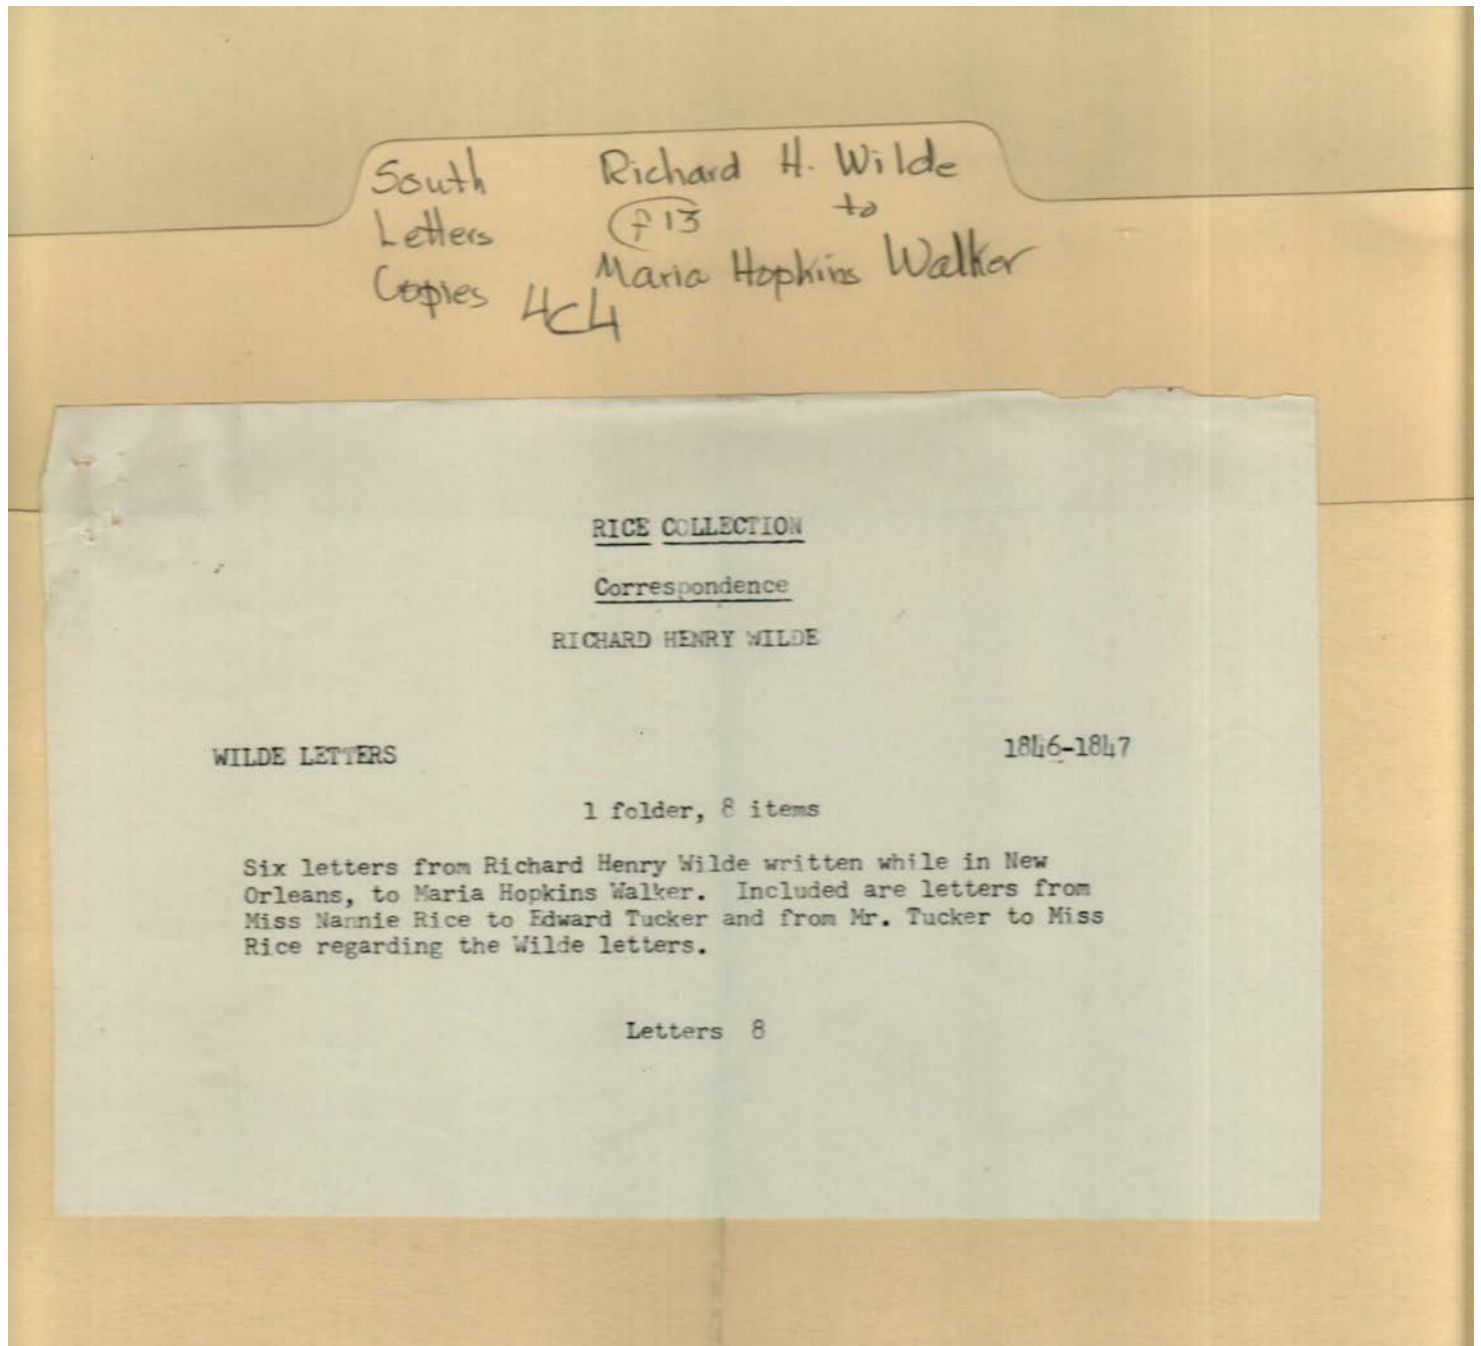 South Richard H. Wilde
Letters f13 to
Copies Maria Hopkins Walker
4C4
RICE COLLECTION
Correspondence
RICHARD HENRY WILDE
WILDE LETTERS 1846-1847
1 folder, 8 items
Six letters from Richard Henry Wilde written while in New
Orleans, to Maria Hopkins Walker. Included are letters from
Miss Nannie Rice to Edward Tucker and from Mr. Tucker to Miss
Rice regarding the Wilde letters.
Letters 8